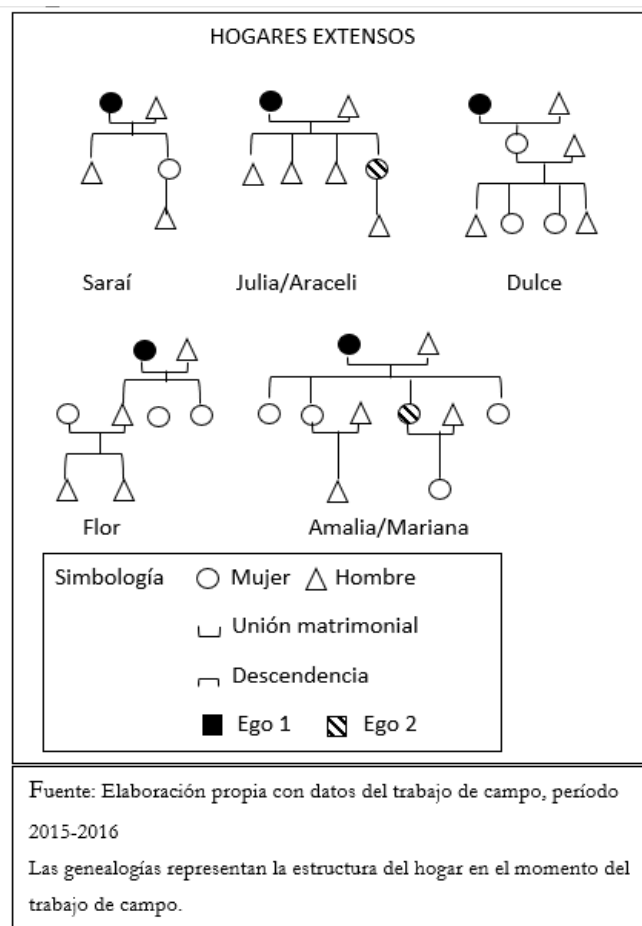 HOGARES EXTENSOS
Saraí Julia/Araceli Dulce
Flor Amalia/Mariana
Simbología Mujer Hombre
Unión matrimonial
Descendencia
Ego 1 Ego 2
Fuente: Elaboración propia con datos del trabajo de campo, período
2015-2016
Las genealogías representan la estructura del hogar en el momento del
trabajo de campo.